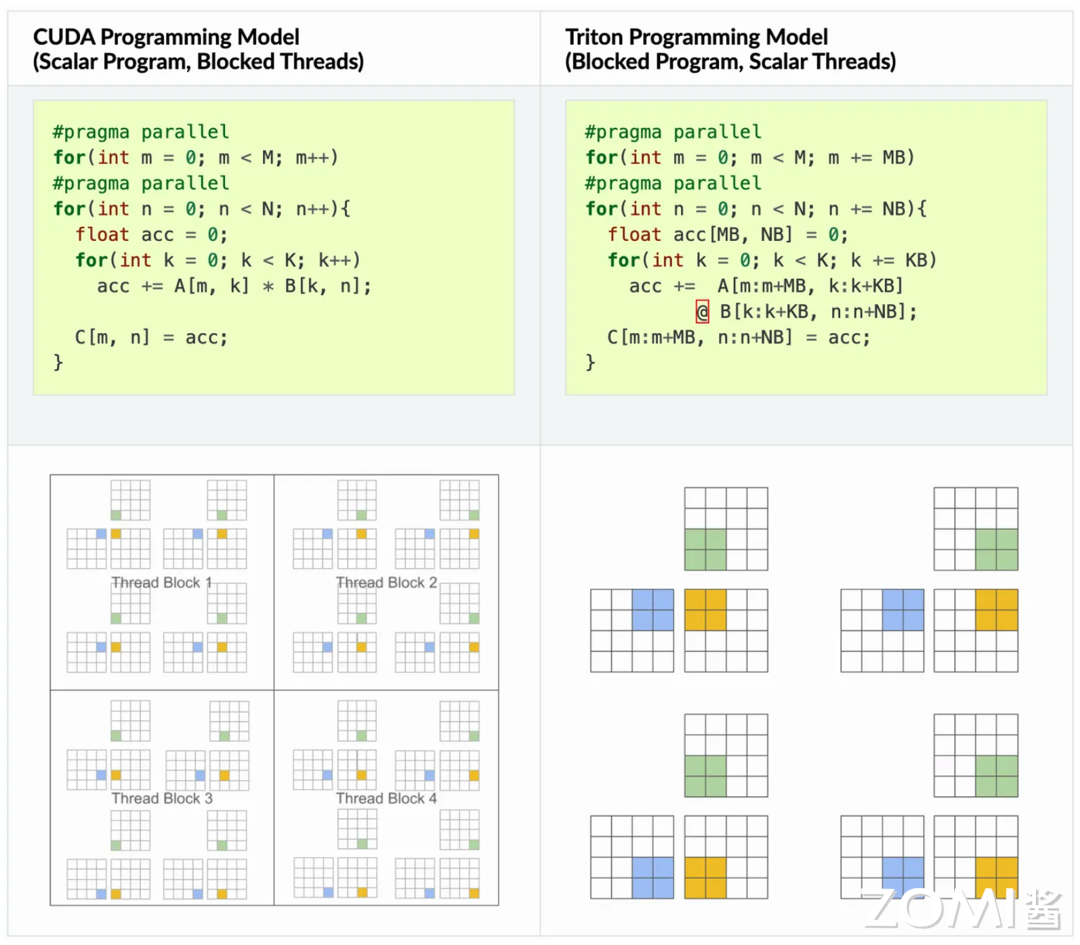 CUDA Programming Model
(Scalar Program, Blocked Threads)
#pragma parallel
for(int m = 0; m < M; m++)
#pragma parallel
for(int n = 0; n < N; n++){
  float acc = 0;
  for(int k = 0; k < K; k++)
    acc += A[m, k] * B[k, n];
  C[m, n] = acc;
}
Triton Programming Model
(Blocked Program, Scalar Threads)
#pragma parallel
for(int m = 0; m < M; m += MB)
#pragma parallel
for(int n = 0; n < N; n += NB){
  float acc[MB, NB] = 0;
  for(int k = 0; k < K; k += KB)
    acc +=  A[m:m+MB, k:k+KB]
          @ B[k:k+KB, n:n+NB];
  C[m:m+MB, n:n+NB] = acc;
}
Thread Block 1
Thread Block 2
Thread Block 3
Thread Block 4
ZOMI酱